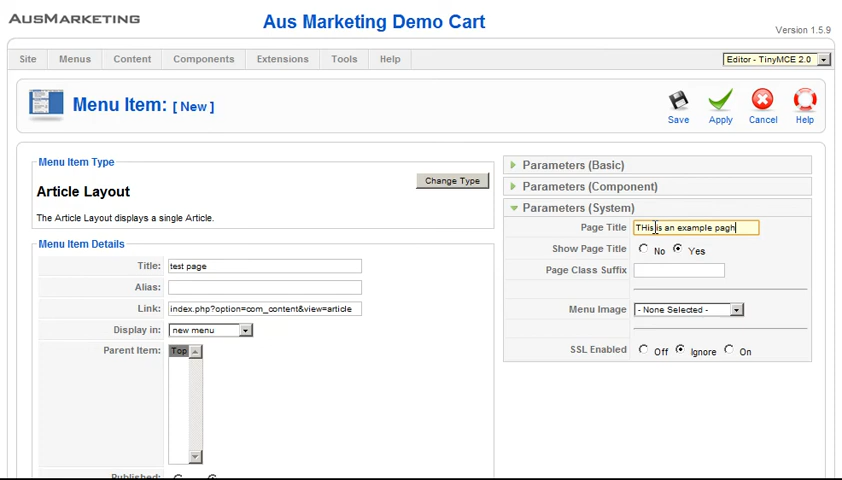 AUSMARKETING
Aus Marketing Demo Cart
Version 1.5.9
Site Menus Content Components Extensions Tools Help
Editor - TinyMCE 2.0
Menu Item: [ New ]
Save Apply Cancel Help
Menu Item Type
Article Layout
Change Type
The Article Layout displays a single Article.
Menu Item Details
Title: test page
Alias:
Link: index.php?option=com_content&view=article
Display in: new menu
Parent Item: Top
Published:
Parameters (Basic)
Parameters (Component)
Parameters (System)
Page Title THis is an example pagh
Show Page Title No Yes
Page Class Suffix
Menu Image - None Selected -
SSL Enabled Off Ignore On